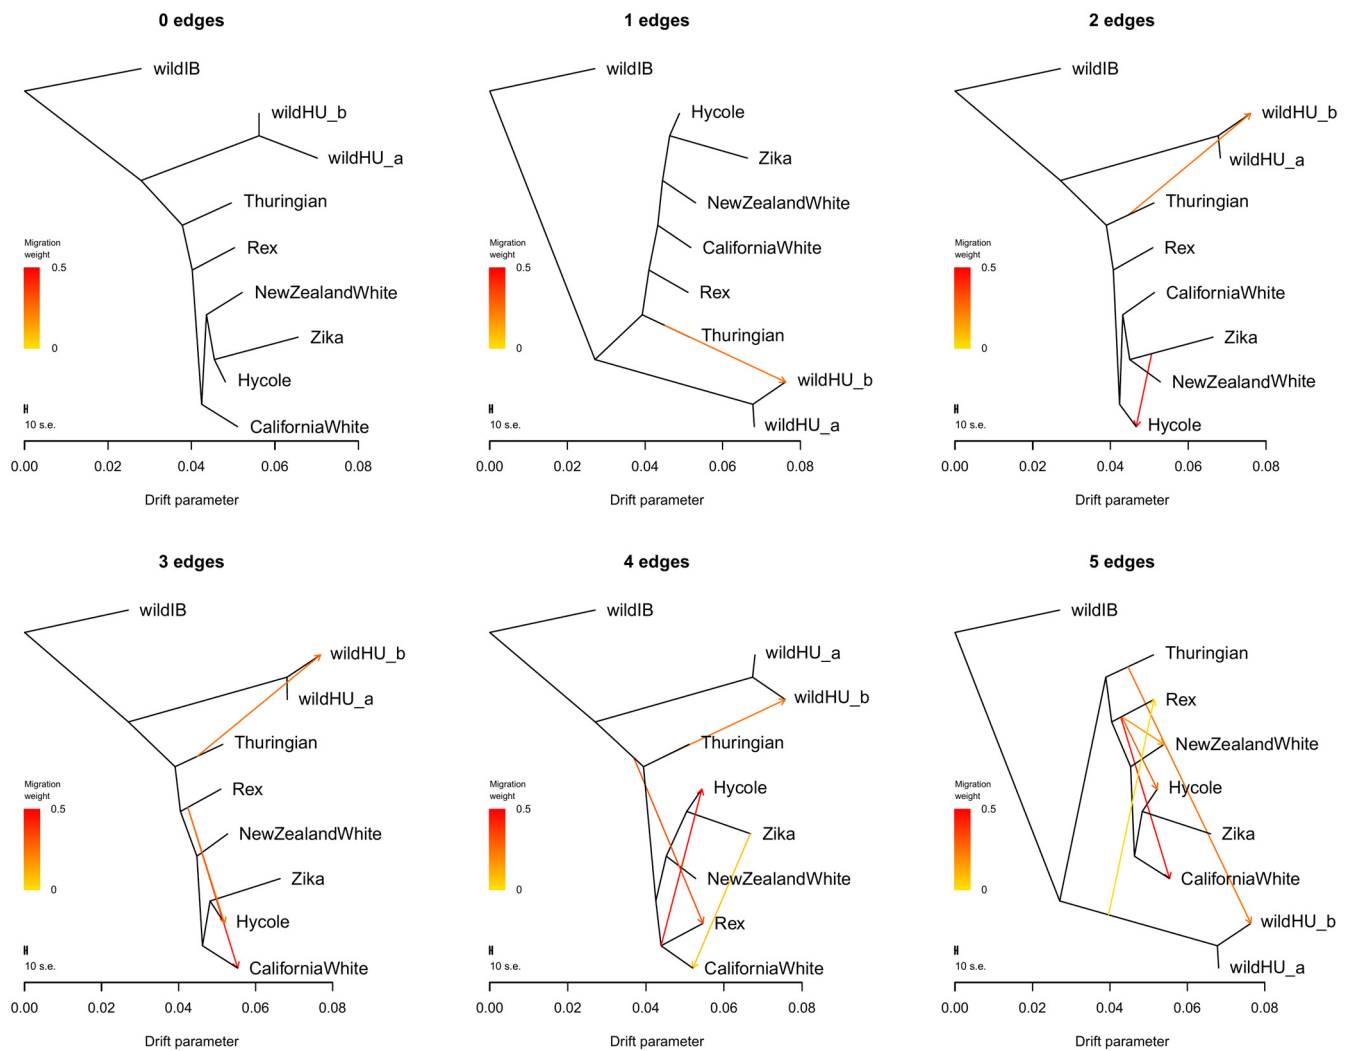 0 edges
wildIB
wildHU_b
wildHU_a
Thuringian
Rex
Migration
weight
0.5
NewZealandWhite
Zika
0
Hycole
10 s.e.
CaliforniaWhite
0.00 0.02 0.04 0.06 0.08
Drift parameter
1 edges
wildIB
Hycole
Zika
NewZealandWhite
CaliforniaWhite
Migration
weight
0.5
Rex
Thuringian
0
wildHU_b
10 s.e.
wildHU_a
0.00 0.02 0.04 0.06 0.08
Drift parameter
2 edges
wildIB
wildHU_b
wildHU_a
Thuringian
Rex
Migration
weight
0.5
CaliforniaWhite
Zika
0
NewZealandWhite
10 s.e.
Hycole
0.00 0.02 0.04 0.06 0.08
Drift parameter
3 edges
wildIB
wildHU_b
wildHU_a
Thuringian
Rex
Migration
weight
0.5
NewZealandWhite
Zika
0
Hycole
10 s.e.
CaliforniaWhite
0.00 0.02 0.04 0.06 0.08
Drift parameter
4 edges
wildIB
wildHU_a
wildHU_b
Thuringian
Hycole
Migration
weight
0.5
Zika
NewZealandWhite
0
Rex
10 s.e.
CaliforniaWhite
0.00 0.02 0.04 0.06 0.08
Drift parameter
5 edges
wildIB
Thuringian
Rex
NewZealandWhite
Hycole
Migration
weight
0.5
Zika
CaliforniaWhite
0
wildHU_b
10 s.e.
wildHU_a
0.00 0.02 0.04 0.06 0.08
Drift parameter